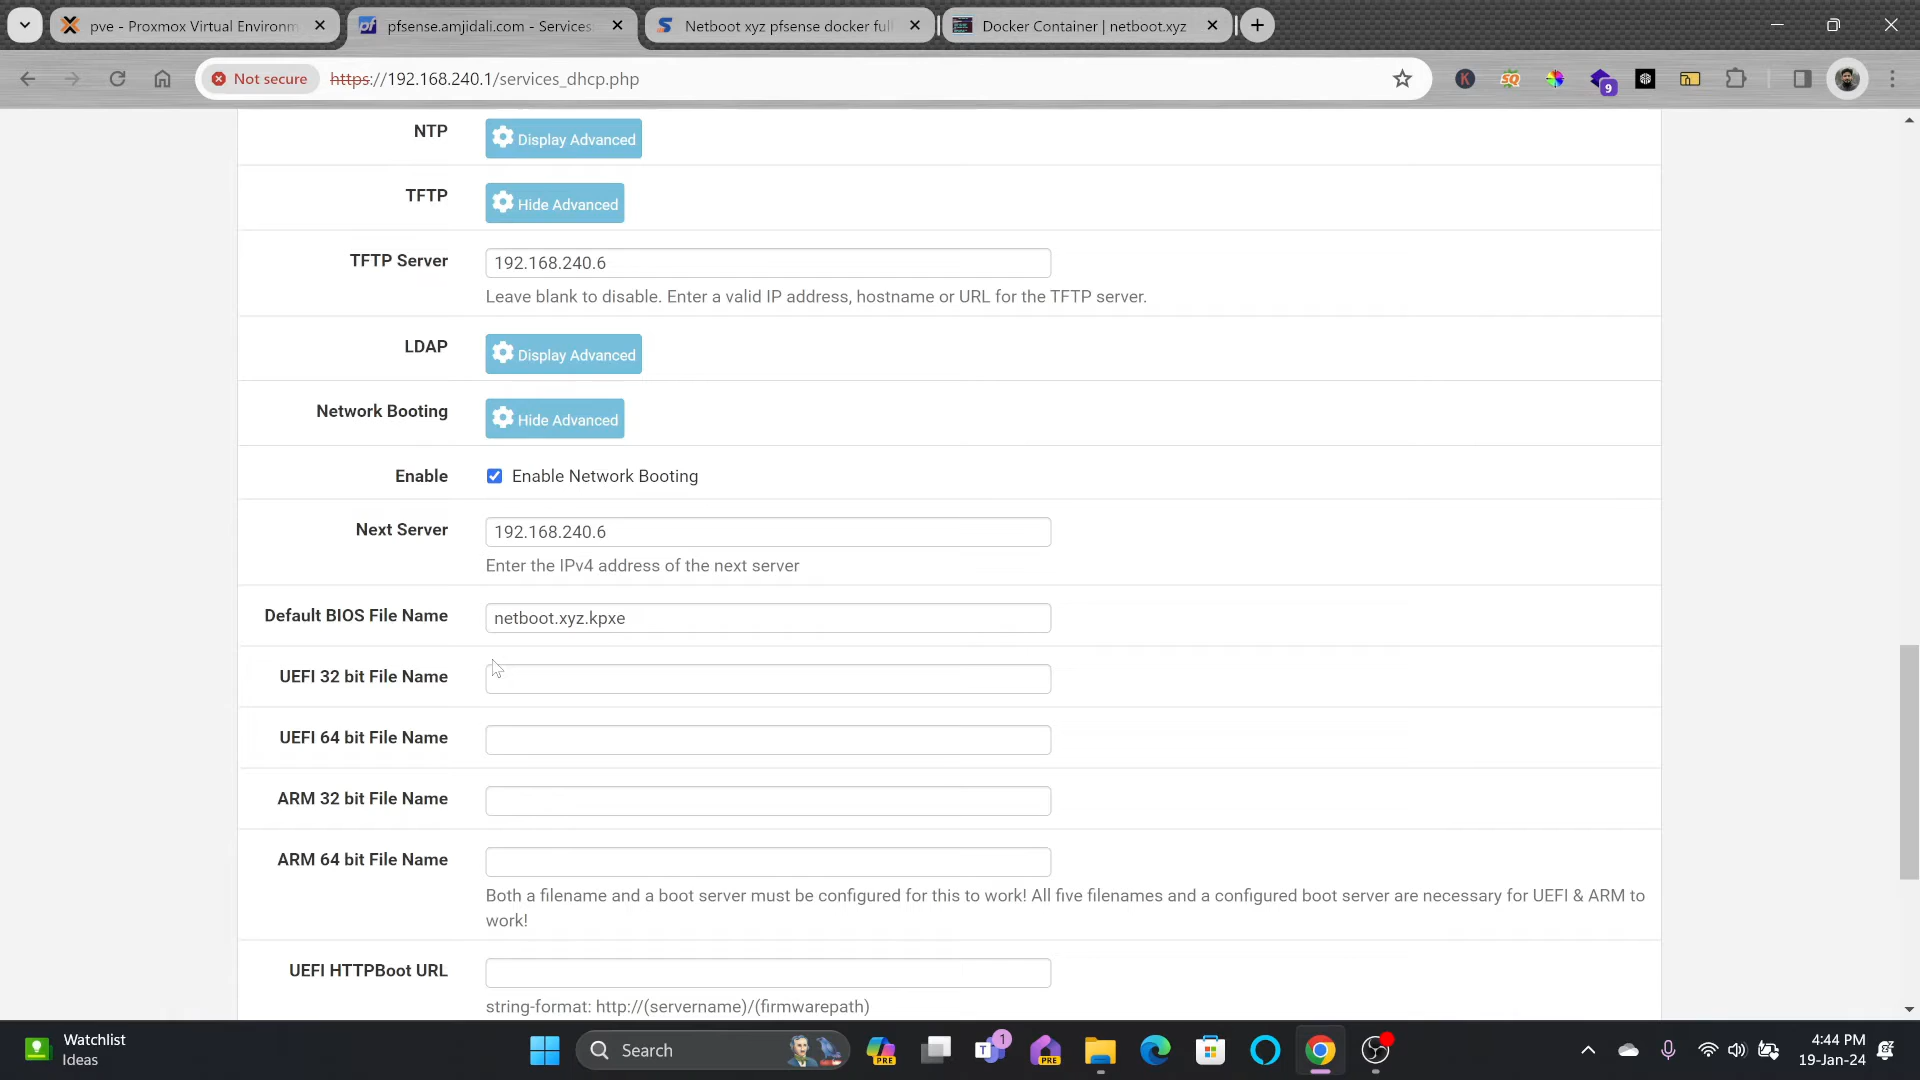 pve - Proxmox Virtual Environm
pfsense.amjidali.com - Services
Netboot xyz pfsense docker full
Docker Container | netboot.xyz
Not secure
https://192.168.240.1/services_dhcp.php
9
NTP
Display Advanced
TFTP
Hide Advanced
TFTP Server
192.168.240.6
Leave blank to disable. Enter a valid IP address, hostname or URL for the TFTP server.
LDAP
Display Advanced
Network Booting
Hide Advanced
Enable
Enable Network Booting
Next Server
192.168.240.6
Enter the IPv4 address of the next server
Default BIOS File Name
netboot.xyz.kpxe
UEFI 32 bit File Name
UEFI 64 bit File Name
ARM 32 bit File Name
ARM 64 bit File Name
Both a filename and a boot server must be configured for this to work! All five filenames and a configured boot server are necessary for UEFI & ARM to
work!
UEFI HTTPBoot URL
string-format: http://(servername)/(firmwarepath)
Watchlist
Ideas
Search
PRE
1
PRE
4:44 PM
19-Jan-24